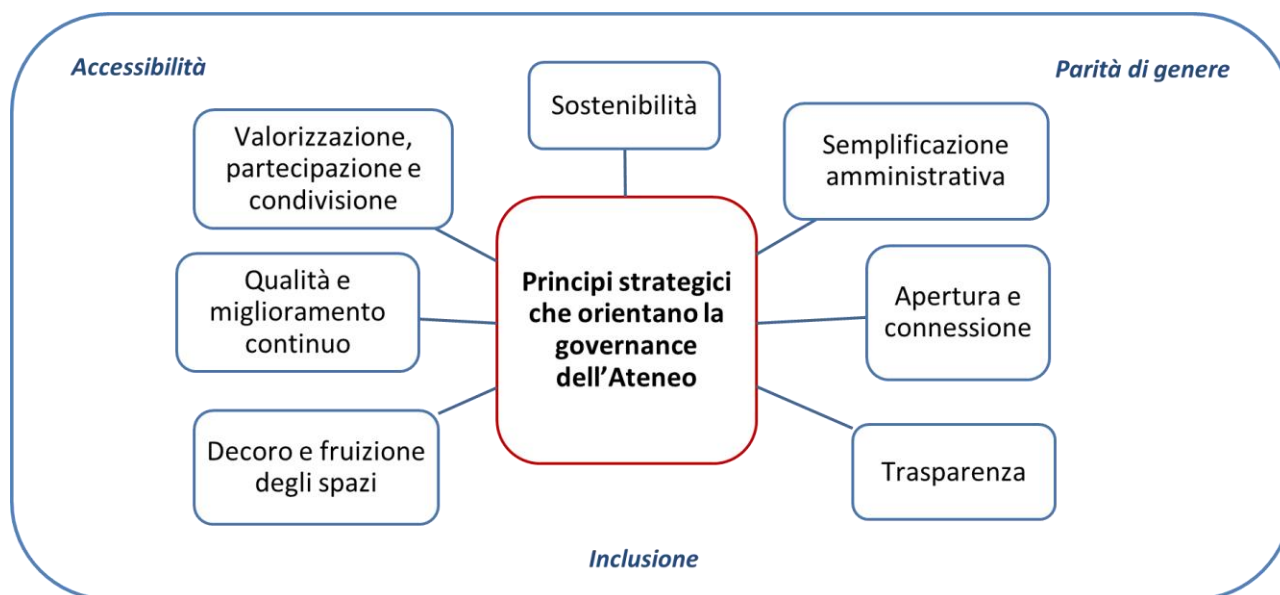 Accessibilità
Parità di genere
Sostenibilità
Valorizzazione,
partecipazione e
condivisione
Semplificazione
amministrativa
Qualità e
miglioramento
continuo
Principi strategici
che orientano la
governance
dell’Ateneo
Apertura e
connessione
Decoro e fruizione
degli spazi
Trasparenza
Inclusione